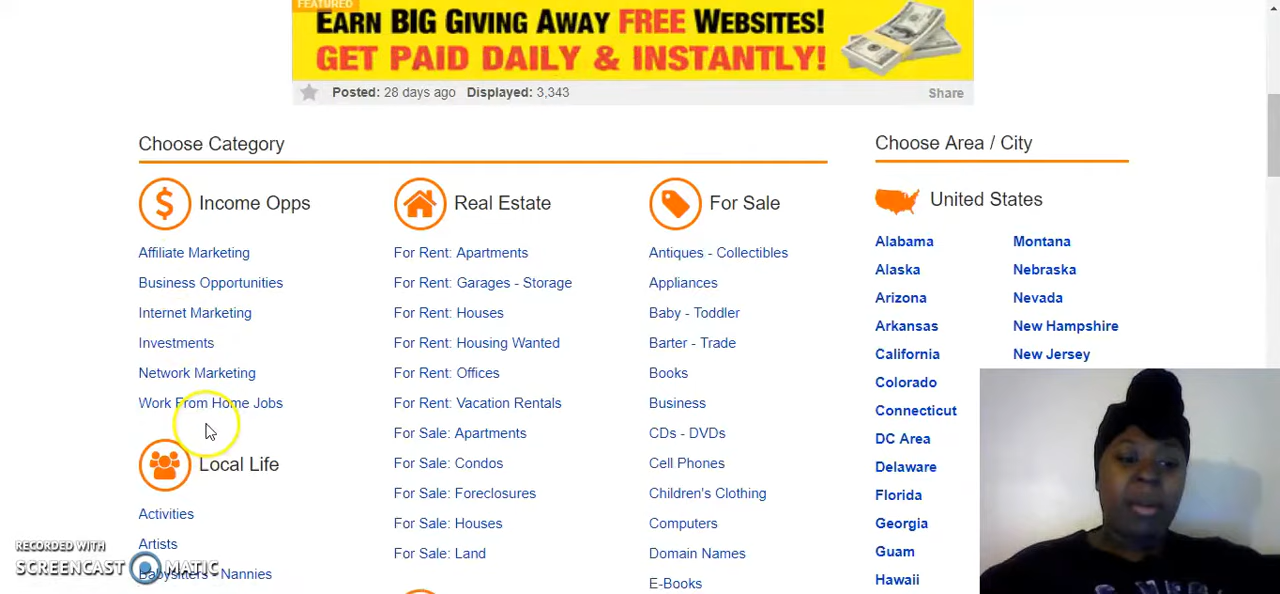 FEATURED
EARN BIG GIVING AWAY FREE WEBSITES!
GET PAID DAILY & INSTANTLY!
Posted: 28 days ago Displayed: 3,343
Share
Choose Category
Income Opps
Affiliate Marketing
Business Opportunities
Internet Marketing
Investments
Network Marketing
Work From Home Jobs
Local Life
Activities
Artists
Babysitters - Nannies
Real Estate
For Rent: Apartments
For Rent: Garages - Storage
For Rent: Houses
For Rent: Housing Wanted
For Rent: Offices
For Rent: Vacation Rentals
For Sale: Apartments
For Sale: Condos
For Sale: Foreclosures
For Sale: Houses
For Sale: Land
For Sale
Antiques - Collectibles
Appliances
Baby - Toddler
Barter - Trade
Books
Business
CDs - DVDs
Cell Phones
Children's Clothing
Computers
Domain Names
E-Books
Choose Area / City
United States
Alabama
Alaska
Arizona
Arkansas
California
Colorado
Connecticut
DC Area
Delaware
Florida
Georgia
Guam
Hawaii
Montana
Nebraska
Nevada
New Hampshire
New Jersey
RECORDED WITH
SCREENCAST MATIC